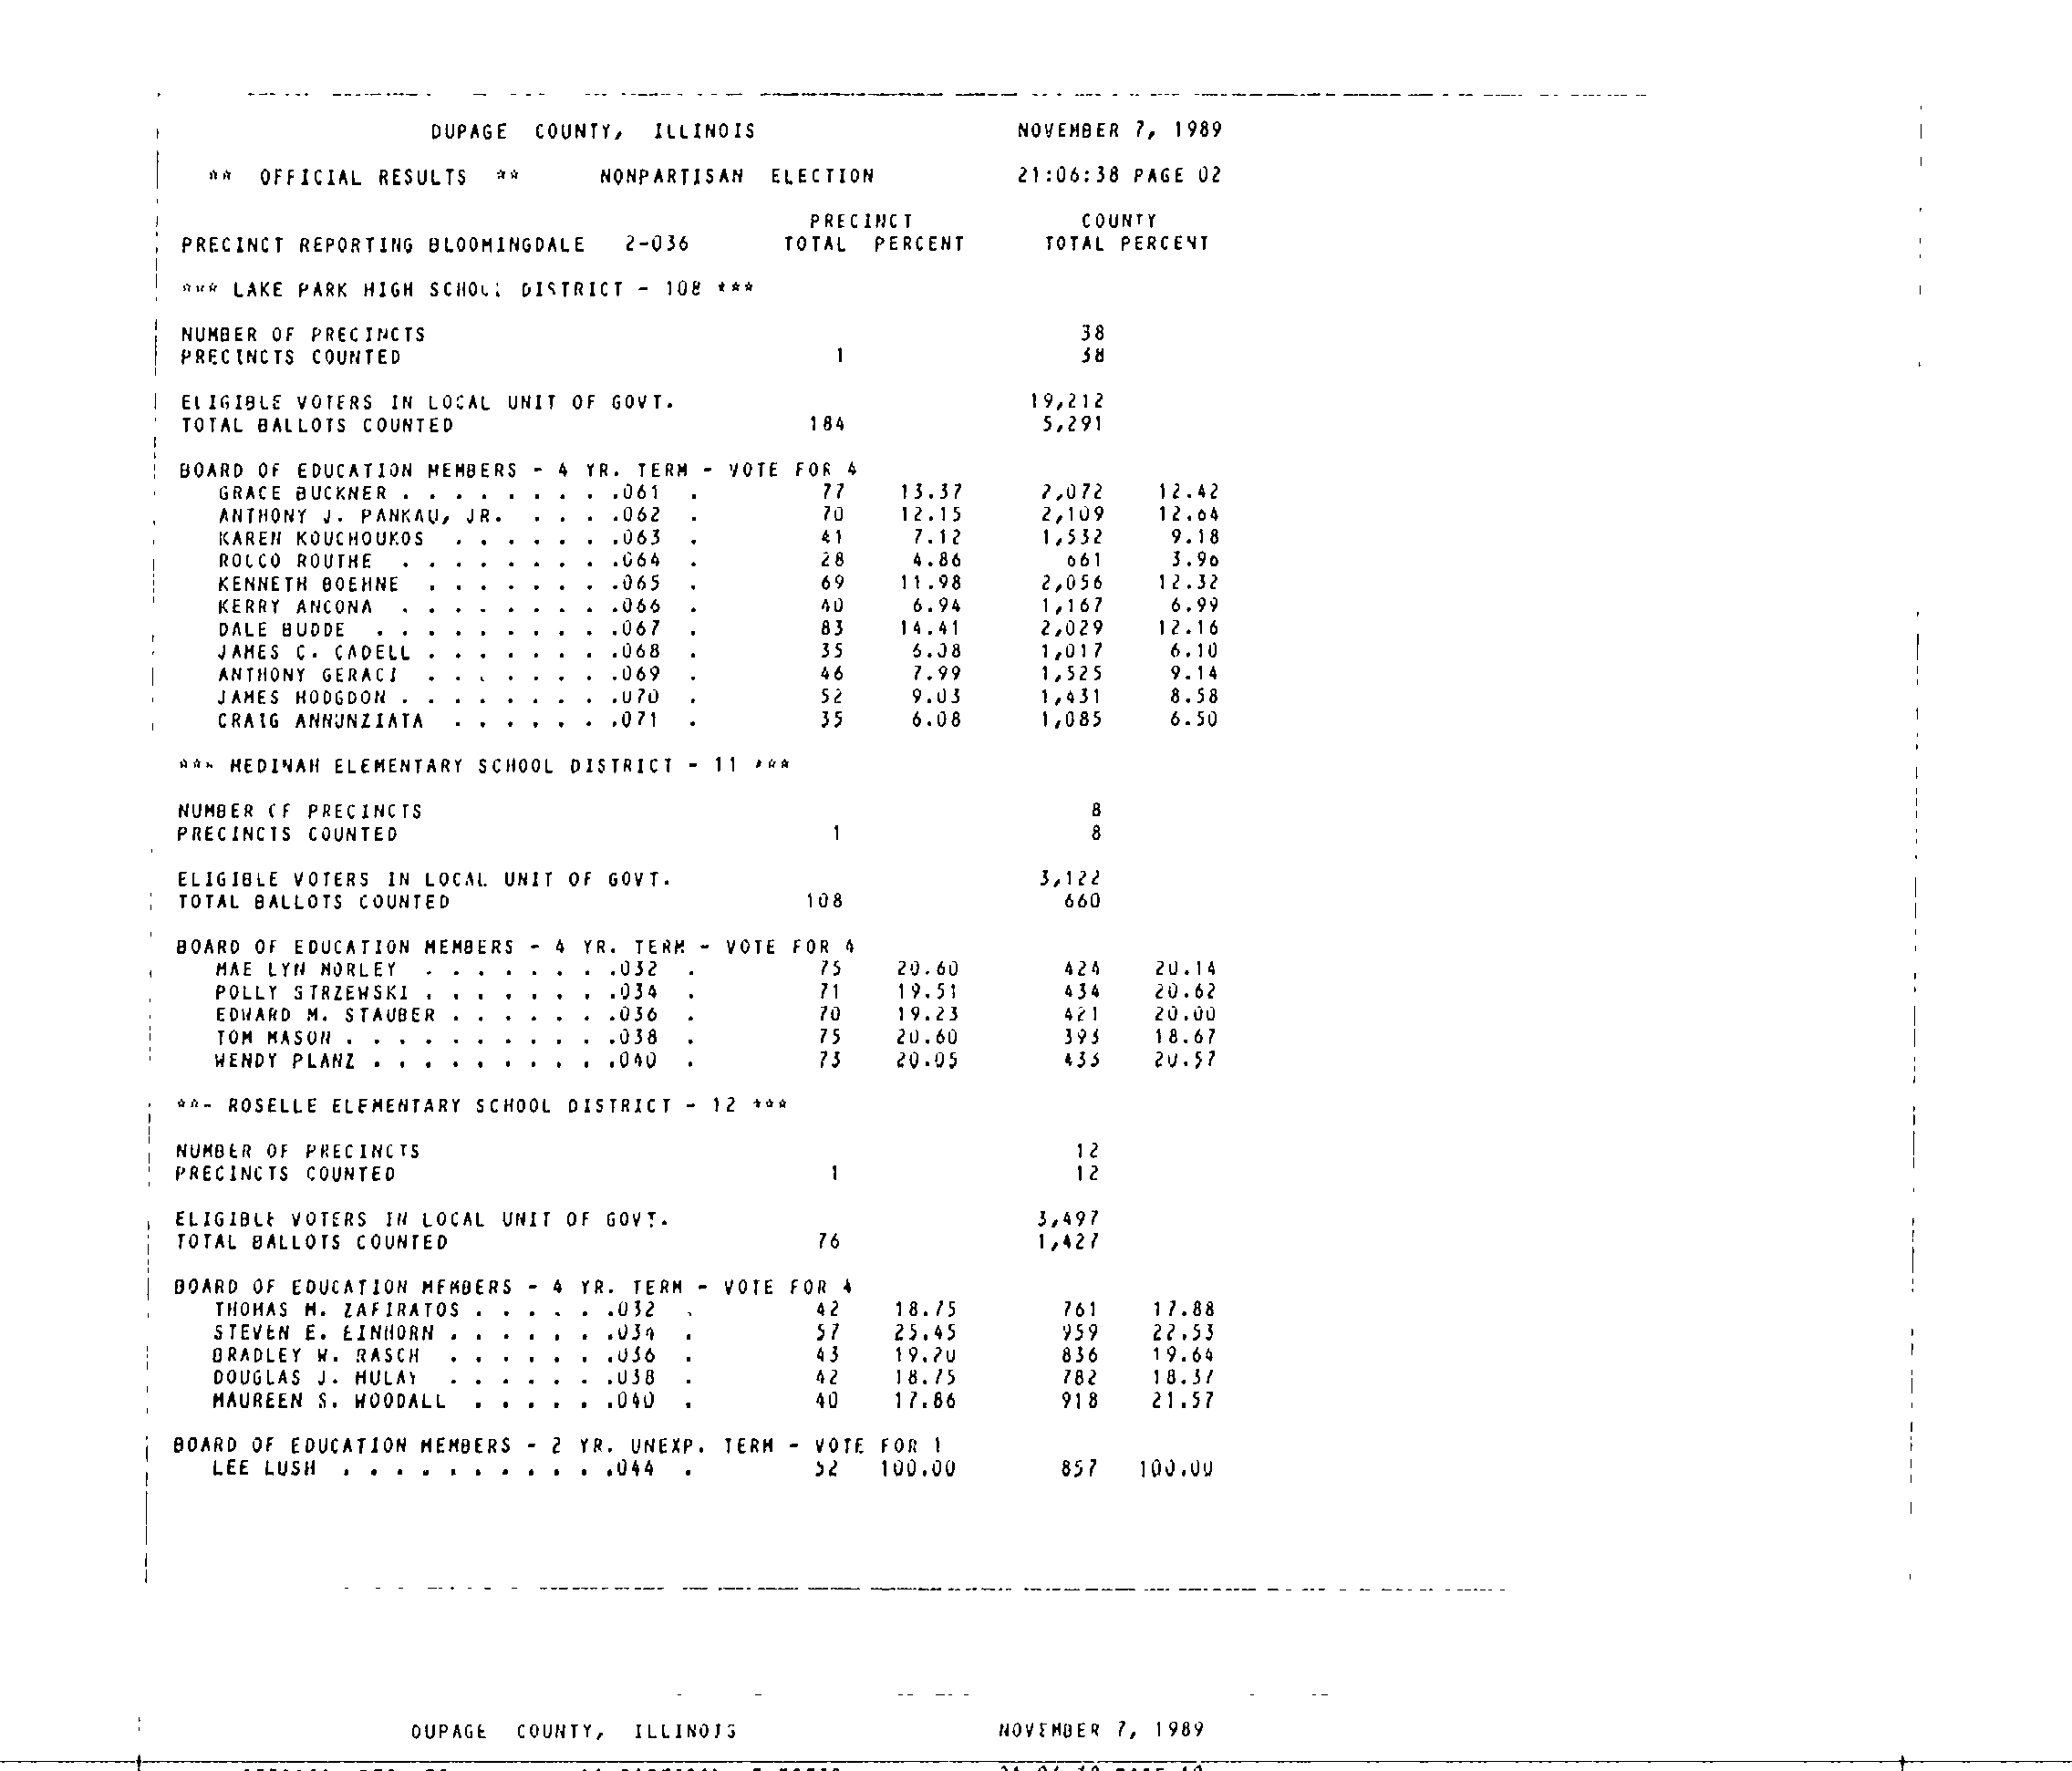 DUPAGE COUNTY, ILLINOIS NOVEMBER 7, 1989
** OFFICIAL RESULTS ** NONPARTISAN ELECTION 21:06:38 PAGE 02
PRECINCT COUNTY
PRECINCT REPORTING BLOOMINGDALE 2-036 TOTAL PERCENT TOTAL PERCENT
*** LAKE PARK HIGH SCHOOL DISTRICT - 108 ***
NUMBER OF PRECINCTS 38
PRECINCTS COUNTED 1 38
ELIGIBLE VOTERS IN LOCAL UNIT OF GOVT. 19,212
TOTAL BALLOTS COUNTED 184 5,291
BOARD OF EDUCATION MEMBERS - 4 YR. TERM - VOTE FOR 4
GRACE BUCKNER . . . . . . . . .061 . 77 13.37 2,072 12.42
ANTHONY J. PANKAU, JR. . . . .062 . 70 12.15 2,109 12.64
KAREN KOUCHOUKOS . . . . . . .063 . 41 7.12 1,532 9.18
ROCCO ROUTHE . . . . . . . . .064 . 28 4.86 661 3.96
KENNETH BOEHNE . . . . . . . .065 . 69 11.98 2,056 12.32
KERRY ANCONA . . . . . . . . .066 . 40 6.94 1,167 6.99
DALE BUDDE . . . . . . . . . .067 . 83 14.41 2,029 12.16
JAMES C. CADELL . . . . . . . .068 . 35 6.08 1,017 6.10
ANTHONY GERACI . . . . . . . .069 . 46 7.99 1,525 9.14
JAMES HODGDON . . . . . . . . .070 . 52 9.03 1,431 8.58
CRAIG ANNUNZIATA . . . . . . .071 . 35 6.08 1,085 6.50
*** MEDINAH ELEMENTARY SCHOOL DISTRICT - 11 ***
NUMBER OF PRECINCTS 8
PRECINCTS COUNTED 1 8
ELIGIBLE VOTERS IN LOCAL UNIT OF GOVT. 3,122
TOTAL BALLOTS COUNTED 108 660
BOARD OF EDUCATION MEMBERS - 4 YR. TERM - VOTE FOR 4
MAE LYN MORLEY . . . . . . . .032 . 75 20.60 424 20.14
POLLY STRZEWSKI . . . . . . . .034 . 71 19.51 434 20.62
EDWARD M. STAUBER . . . . . . .036 . 70 19.23 421 20.00
TOM MASON . . . . . . . . . . .038 . 75 20.60 393 18.67
WENDY PLANZ . . . . . . . . . .040 . 73 20.05 433 20.57
*** ROSELLE ELEMENTARY SCHOOL DISTRICT - 12 ***
NUMBER OF PRECINCTS 12
PRECINCTS COUNTED 1 12
ELIGIBLE VOTERS IN LOCAL UNIT OF GOVT. 3,497
TOTAL BALLOTS COUNTED 76 1,427
BOARD OF EDUCATION MEMBERS - 4 YR. TERM - VOTE FOR 4
THOMAS M. ZAFIRATOS . . . . . .032 . 42 18.75 761 17.88
STEVEN E. EINHORN . . . . . . .034 . 57 25.45 959 22.53
BRADLEY W. RASCH . . . . . . .036 . 43 19.20 836 19.64
DOUGLAS J. MULAY . . . . . . .038 . 42 18.75 782 18.37
MAUREEN S. WOODALL . . . . . .040 . 40 17.86 918 21.57
BOARD OF EDUCATION MEMBERS - 2 YR. UNEXP. TERM - VOTE FOR 1
LEE LUSH . . . . . . . . . . .044 . 52 100.00 857 100.00
DUPAGE COUNTY, ILLINOIS NOVEMBER 7, 1989